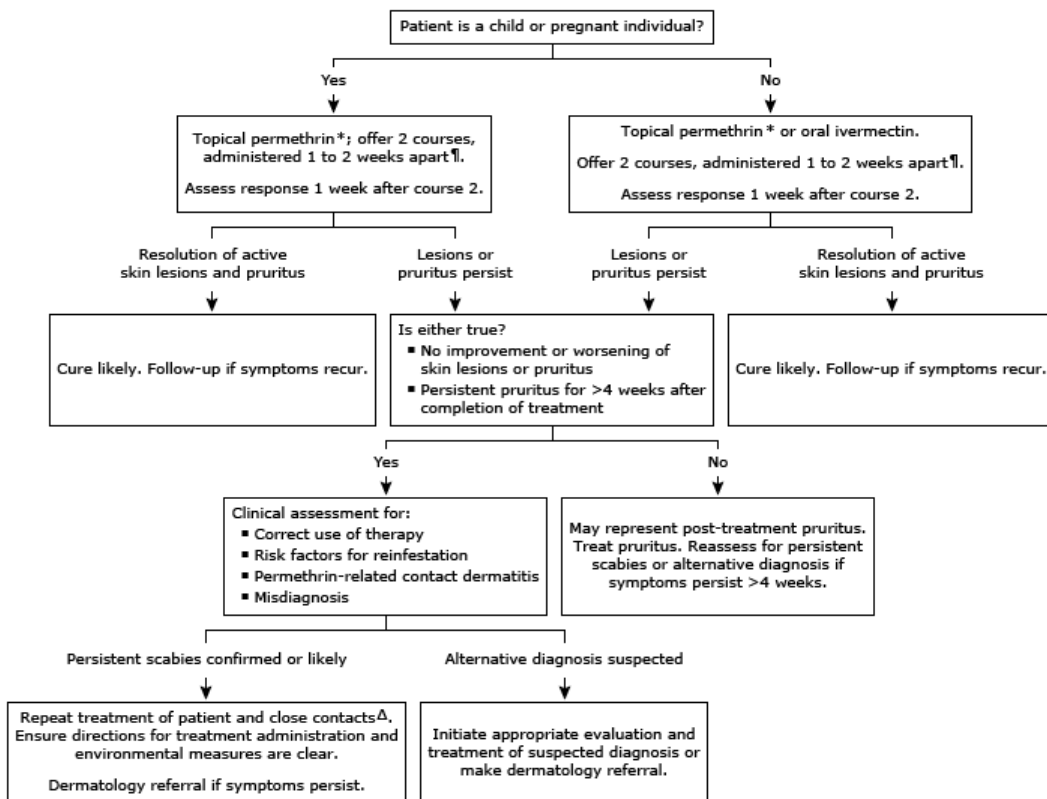 Patient is a child or pregnant individual?
Yes
No
Topical permethrin*; offer 2 courses,
administered 1 to 2 weeks apart¶.
Assess response 1 week after course 2.
Topical permethrin* or oral ivermectin.
Offer 2 courses, administered 1 to 2 weeks apart¶.
Assess response 1 week after course 2.
Resolution of active
skin lesions and pruritus
Lesions or
pruritus persist
Lesions or
pruritus persist
Resolution of active
skin lesions and pruritus
Cure likely. Follow-up if symptoms recur.
Is either true?
▪ No improvement or worsening of
skin lesions or pruritus
▪ Persistent pruritus for >4 weeks after
completion of treatment
Cure likely. Follow-up if symptoms recur.
Yes
No
Clinical assessment for:
▪ Correct use of therapy
▪ Risk factors for reinfestation
▪ Permethrin-related contact dermatitis
▪ Misdiagnosis
May represent post-treatment pruritus.
Treat pruritus. Reassess for persistent
scabies or alternative diagnosis if
symptoms persist >4 weeks.
Persistent scabies confirmed or likely
Alternative diagnosis suspected
Repeat treatment of patient and close contactsΔ.
Ensure directions for treatment administration and
environmental measures are clear.
Dermatology referral if symptoms persist.
Initiate appropriate evaluation and
treatment of suspected diagnosis or
make dermatology referral.